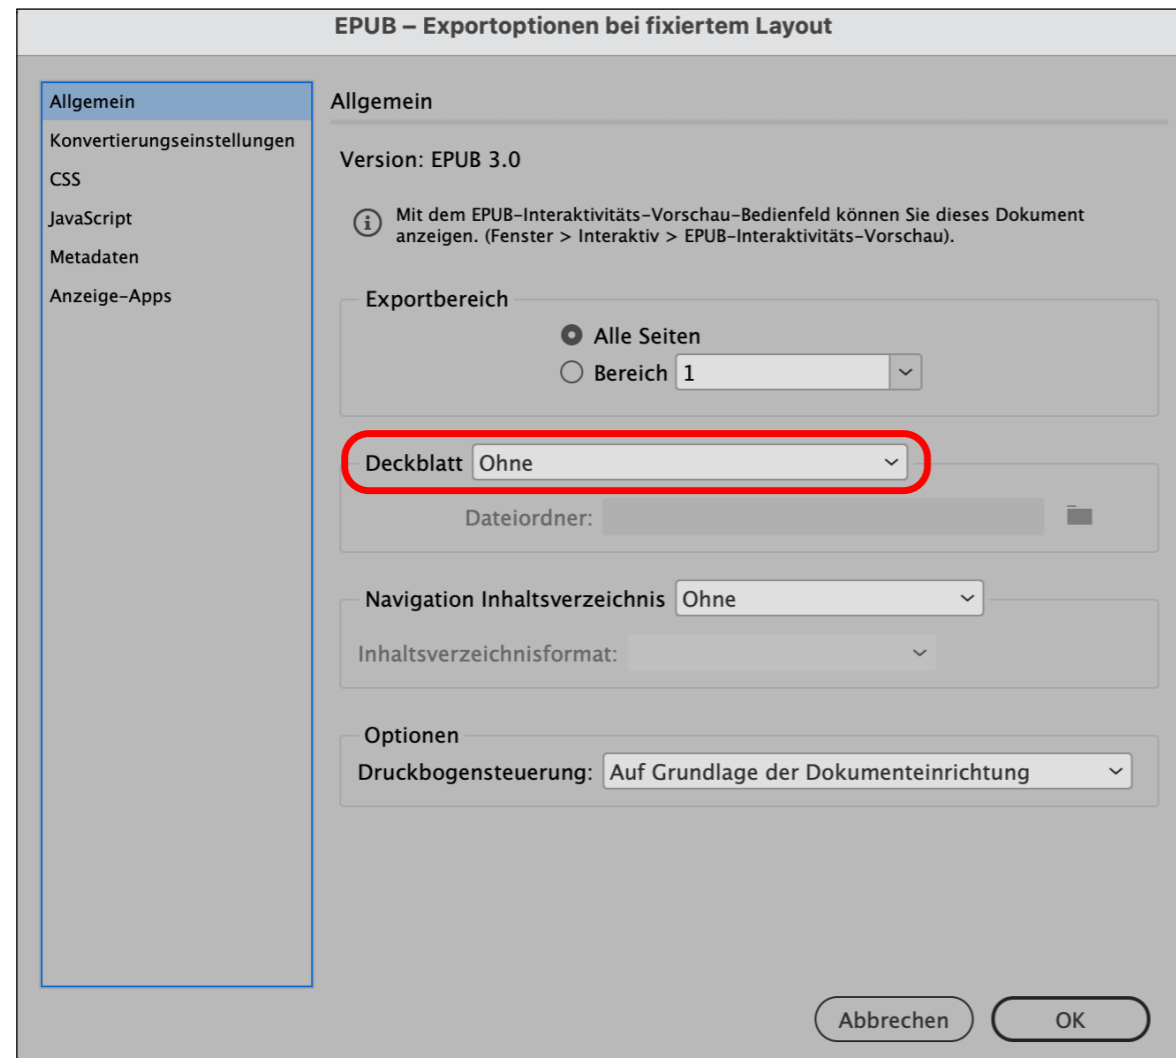 EPUB – Exportoptionen bei fixiertem Layout
Allgemein
Konvertierungseinstellungen
CSS
JavaScript
Metadaten
Anzeige-Apps
Allgemein
Version: EPUB 3.0
Mit dem EPUB-Interaktivitäts-Vorschau-Bedienfeld können Sie dieses Dokument
anzeigen. (Fenster > Interaktiv > EPUB-Interaktivitäts-Vorschau).
Exportbereich
Alle Seiten
Bereich 1
Deckblatt Ohne
Dateiordner:
Navigation Inhaltsverzeichnis Ohne
Inhaltsverzeichnisformat:
Optionen
Druckbogensteuerung: Auf Grundlage der Dokumenteinrichtung
Abbrechen OK